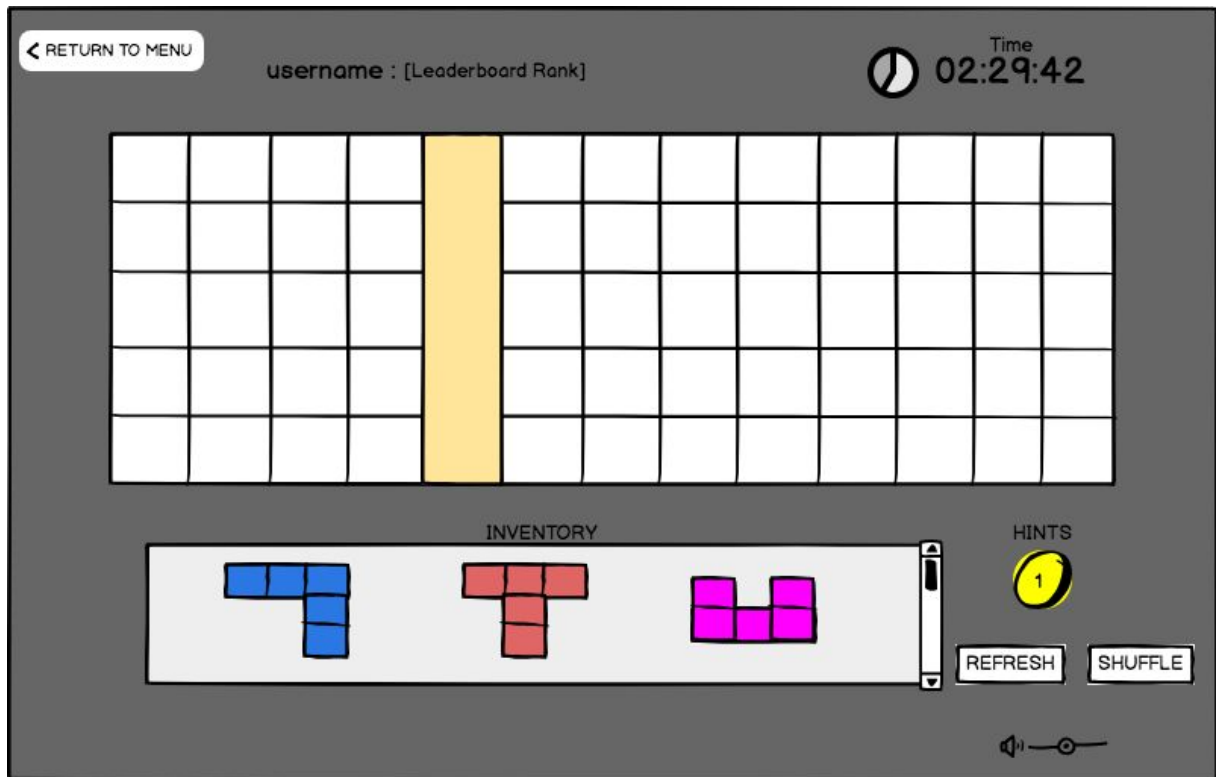 < RETURN TO MENU
username : [Leaderboard Rank]
Time
02:29:42
INVENTORY
HINTS
1
REFRESH
SHUFFLE